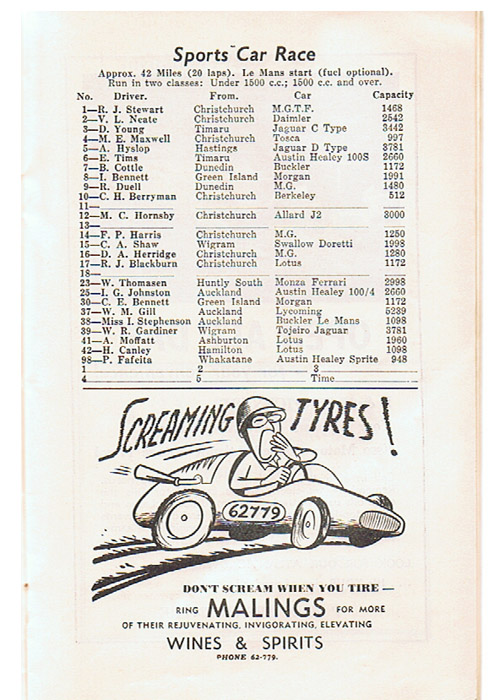 Sports Car Race
Approx. 42 Miles (20 laps). Le Mans start (fuel optional).
Run in two classes: Under 1500 c.c.; 1500 c.c. and over.
No. Driver. From. Car Capacity
1—R. J. Stewart Christchurch M.G.T.F. 1468
2—V. L. Neate Christchurch Daimler 2542
3—D. Young Timaru Jaguar C Type 3442
4—M. E. Maxwell Christchurch Tosca 997
5—A. Hyslop Hastings Jaguar D Type 3781
6—E. Tims Timaru Austin Healey 100S 2660
7—B. Cottle Dunedin Buckler 1172
8—I. Bennett Green Island Morgan 1991
9—R. Duell Dunedin M.G. 1480
10—C. H. Berryman Christchurch Berkeley 512
11—
12—M. C. Hornsby Christchurch Allard J2 3000
13—
14—F. P. Harris Christchurch M.G. 1250
15—C. A. Shaw Wigram Swallow Doretti 1998
16—D. A. Herridge Christchurch M.G. 1280
17—R. J. Blackburn Christchurch Lotus 1172
18—
23—W. Thomasen Huntly South Monza Ferrari 2998
25—I. G. Johnston Auckland Austin Healey 100/4 2660
30—C. E. Bennett Green Island Morgan 1172
37—W. M. Gill Auckland Lycoming 5239
38—Miss I. Stephenson Auckland Buckler Le Mans 1098
39—W. R. Gardiner Wigram Tojeiro Jaguar 3781
41—A. Moffatt Ashburton Lotus 1960
42—H. Canley Hamilton Lotus 1098
98—P. Fafeita Whakatane Austin Healey Sprite 948
1 2 3
4 5 Time
SCREAMING TYRES!
62779
DON'T SCREAM WHEN YOU TIRE —
RING MALINGS FOR MORE
OF THEIR REJUVENATING, INVIGORATING, ELEVATING
WINES & SPIRITS
PHONE 62-779.